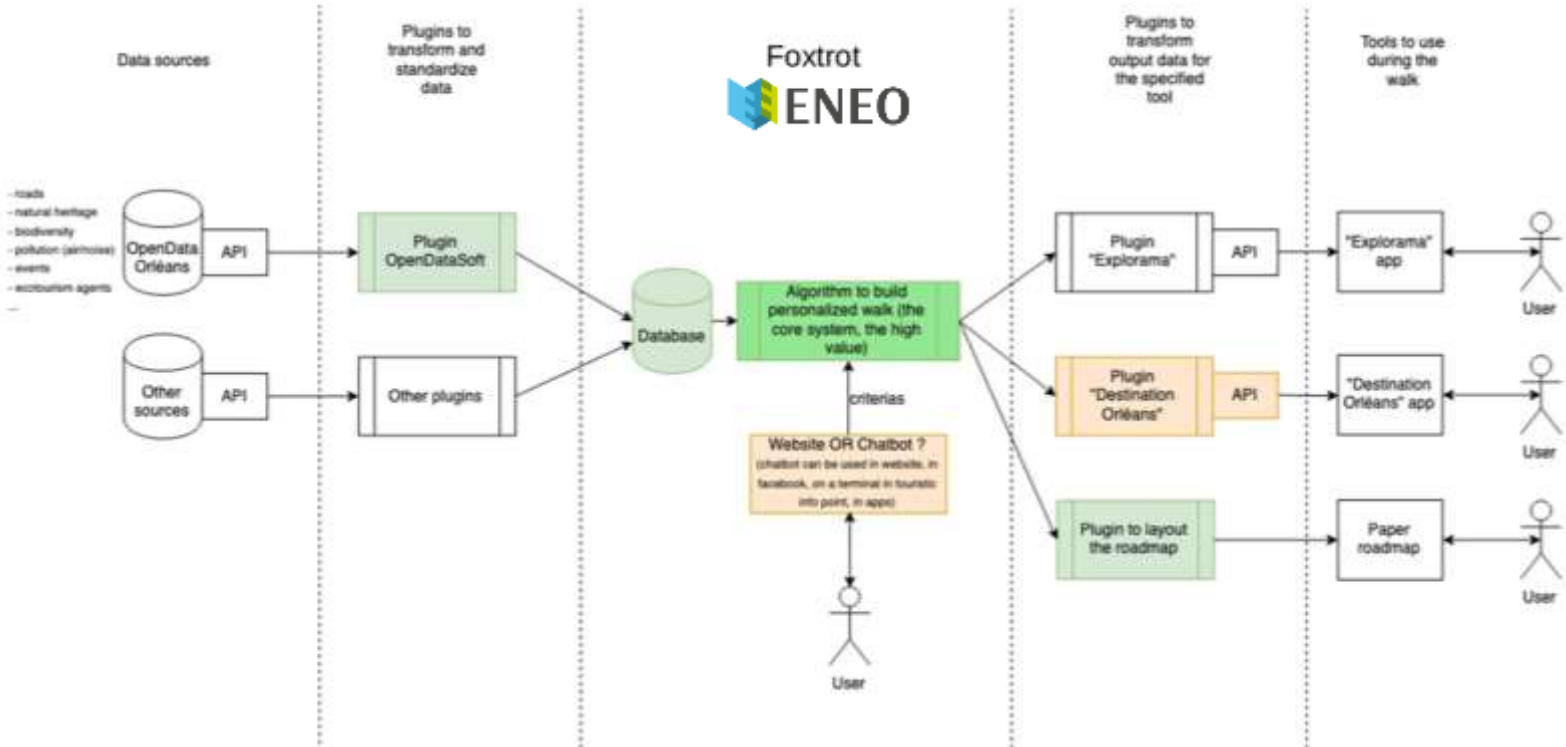 Data sources
Plugins to
transform and
standardize
data
Foxtrot
ENEO
Plugins to
transform
output data for
the specified
tool
Tools to use
during the
walk
- roads
- natural heritage
- biodiversity
- pollution (air/noise)
- events
- ecotourism agents
...
OpenData
Orléans
API
Plugin
OpenDataSoft
Other
sources
API
Other plugins
Database
Algorithm to build
personalized walk (the
core system, the high
value)
criterias
Website OR Chatbot ?
(chatbot can be used in website, in
facebook, on a terminal in touristic
info point, in apps)
User
Plugin
"Explorama"
API
"Explorama"
app
User
Plugin
"Destination
Orléans"
API
"Destination
Orléans" app
User
Plugin to layout
the roadmap
Paper
roadmap
User